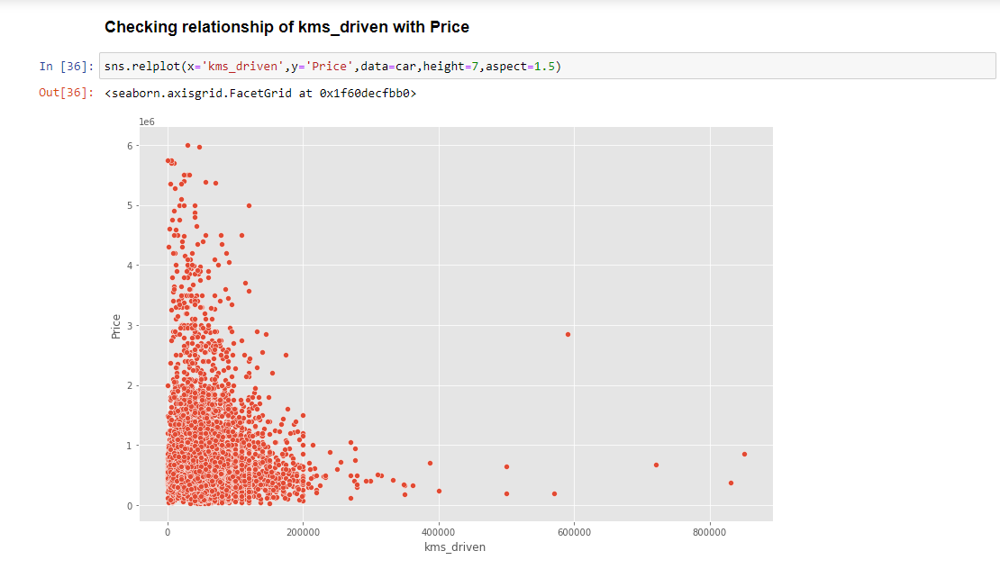 Checking relationship of kms_driven with Price
In [36]: sns.relplot(x='kms_driven',y='Price',data=car,height=7,aspect=1.5)
Out[36]: <seaborn.axisgrid.FacetGrid at 0x1f60decfbb0>
1e6
6
5
4
3
2
1
0
Price
0 200000 400000 600000 800000
kms_driven